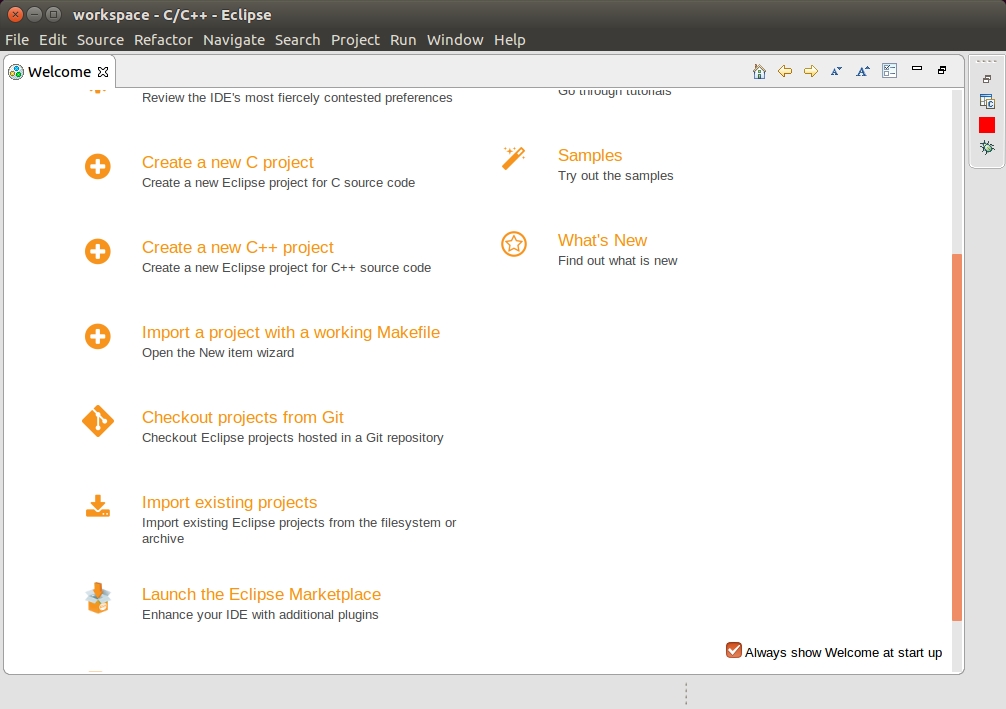 workspace - C/C++ - Eclipse
File Edit Source Refactor Navigate Search Project Run Window Help
Welcome
Review the IDE's most fiercely contested preferences
Create a new C project
Create a new Eclipse project for C source code
Create a new C++ project
Create a new Eclipse project for C++ source code
Import a project with a working Makefile
Open the New item wizard
Checkout projects from Git
Checkout Eclipse projects hosted in a Git repository
Import existing projects
Import existing Eclipse projects from the filesystem or
archive
Launch the Eclipse Marketplace
Enhance your IDE with additional plugins
Go through tutorials
Samples
Try out the samples
What's New
Find out what is new
Always show Welcome at start up